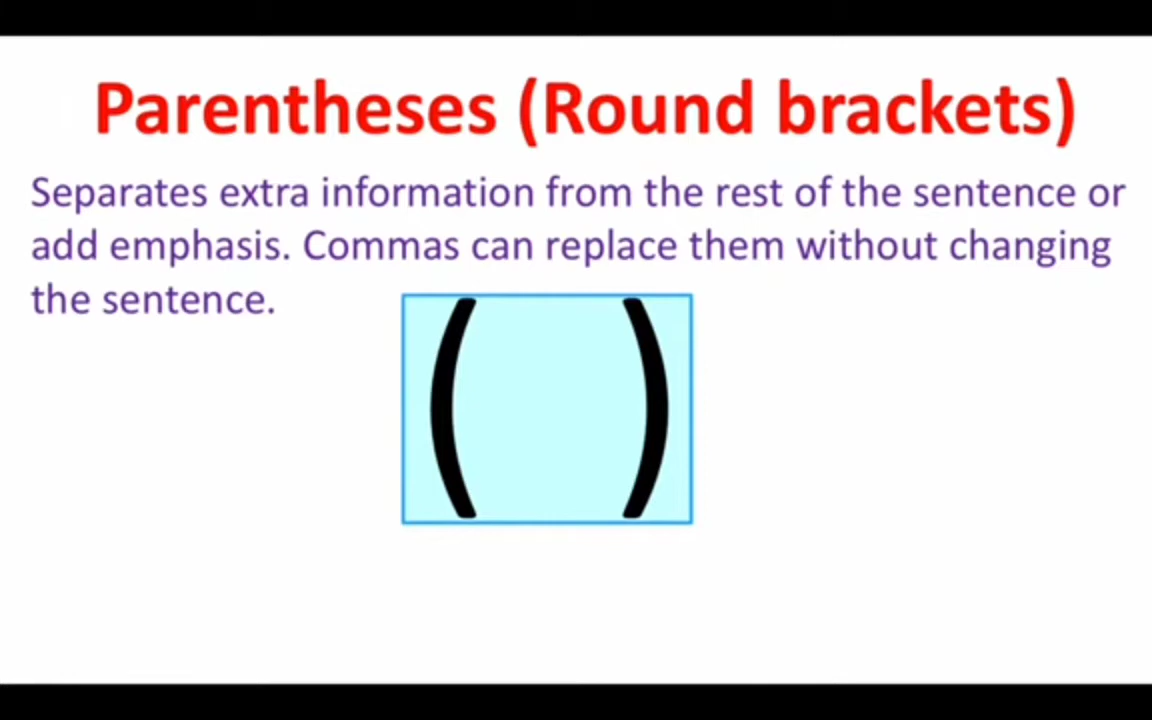 Parentheses (Round brackets)
Separates extra information from the rest of the sentence or
add emphasis. Commas can replace them without changing
the sentence.
( )